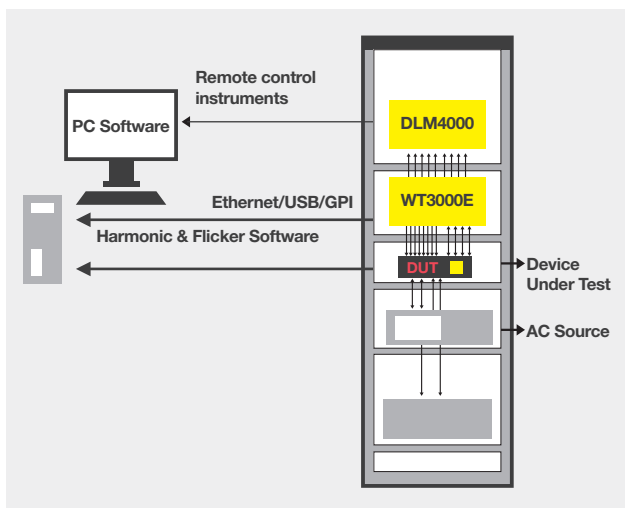 Remote control
instruments
PC Software
DLM4000
Ethernet/USB/GPI
WT3000E
Harmonic & Flicker Software
DUT
Device
Under Test
AC Source